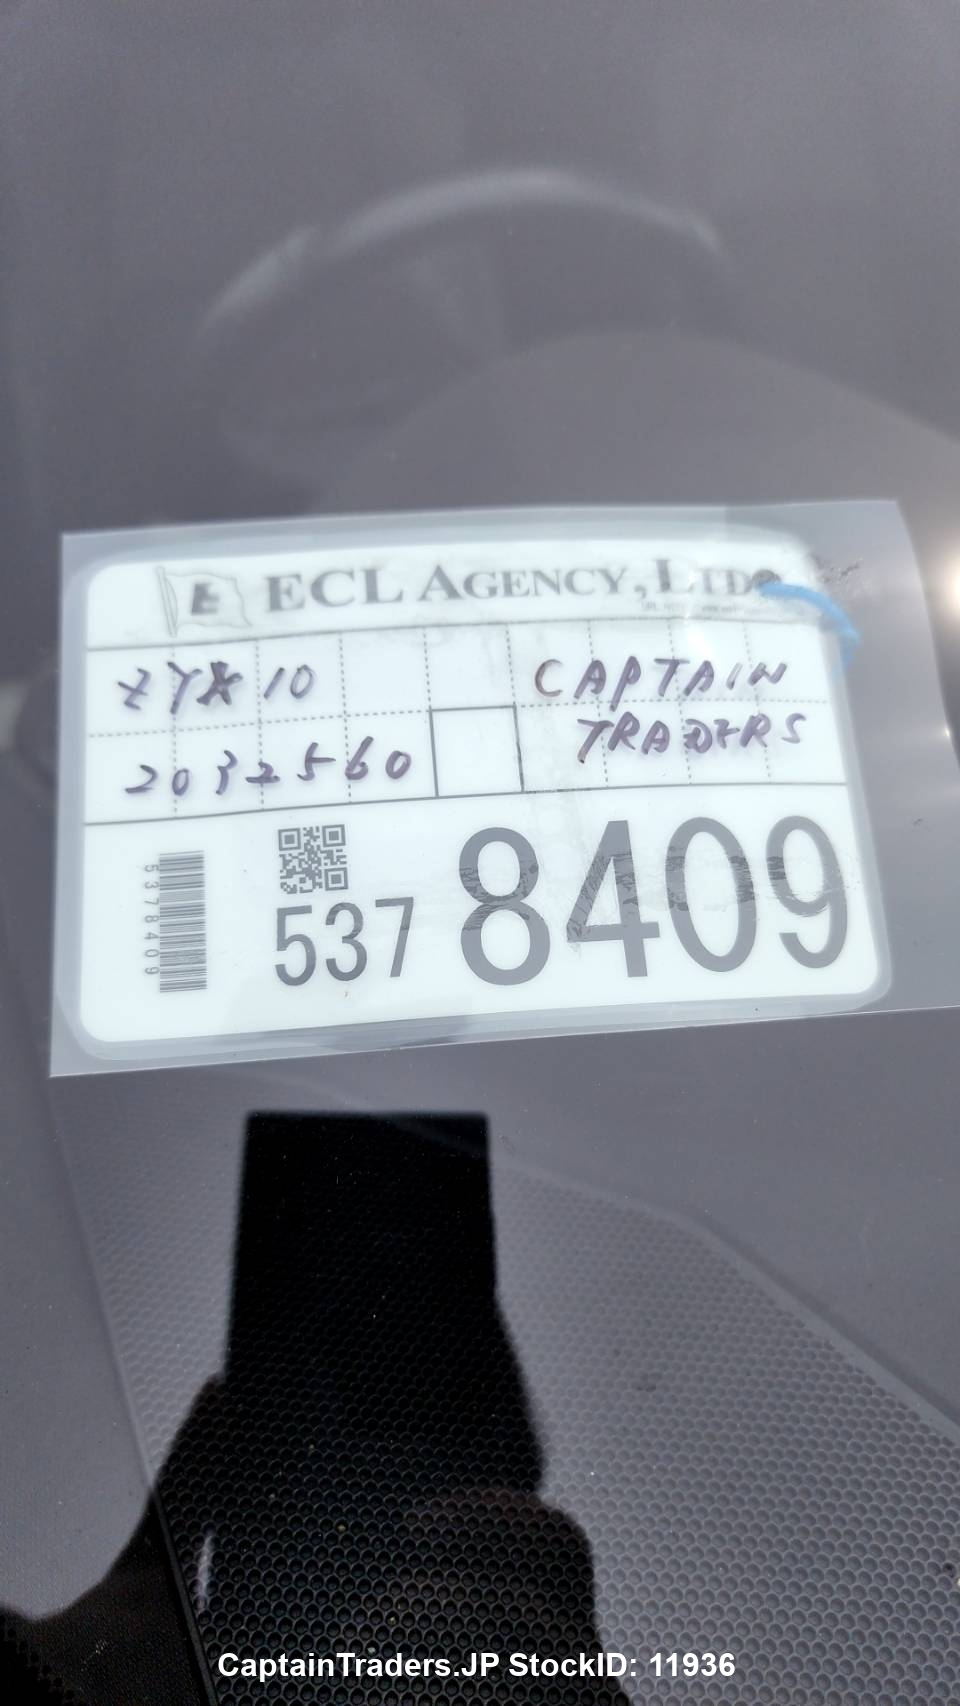 E ECL AGENCY, LTD
ZYX10
CAPTAIN
TRADERS
2032560
5378409
537 8409
CaptainTraders.JP StockID: 11936